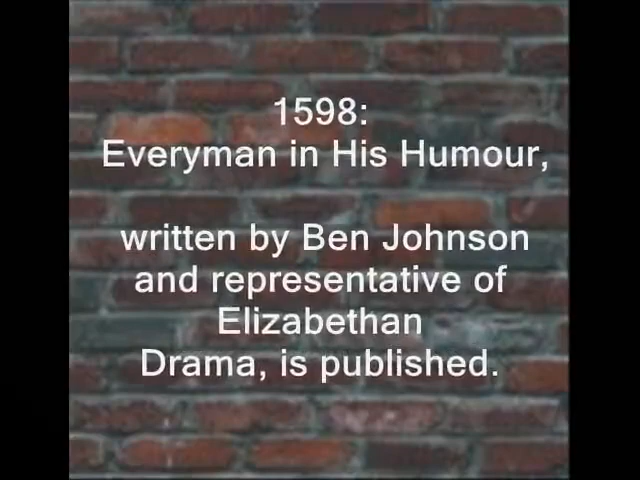 1598:
Everyman in His Humour,
written by Ben Johnson
and representative of
Elizabethan
Drama, is published.